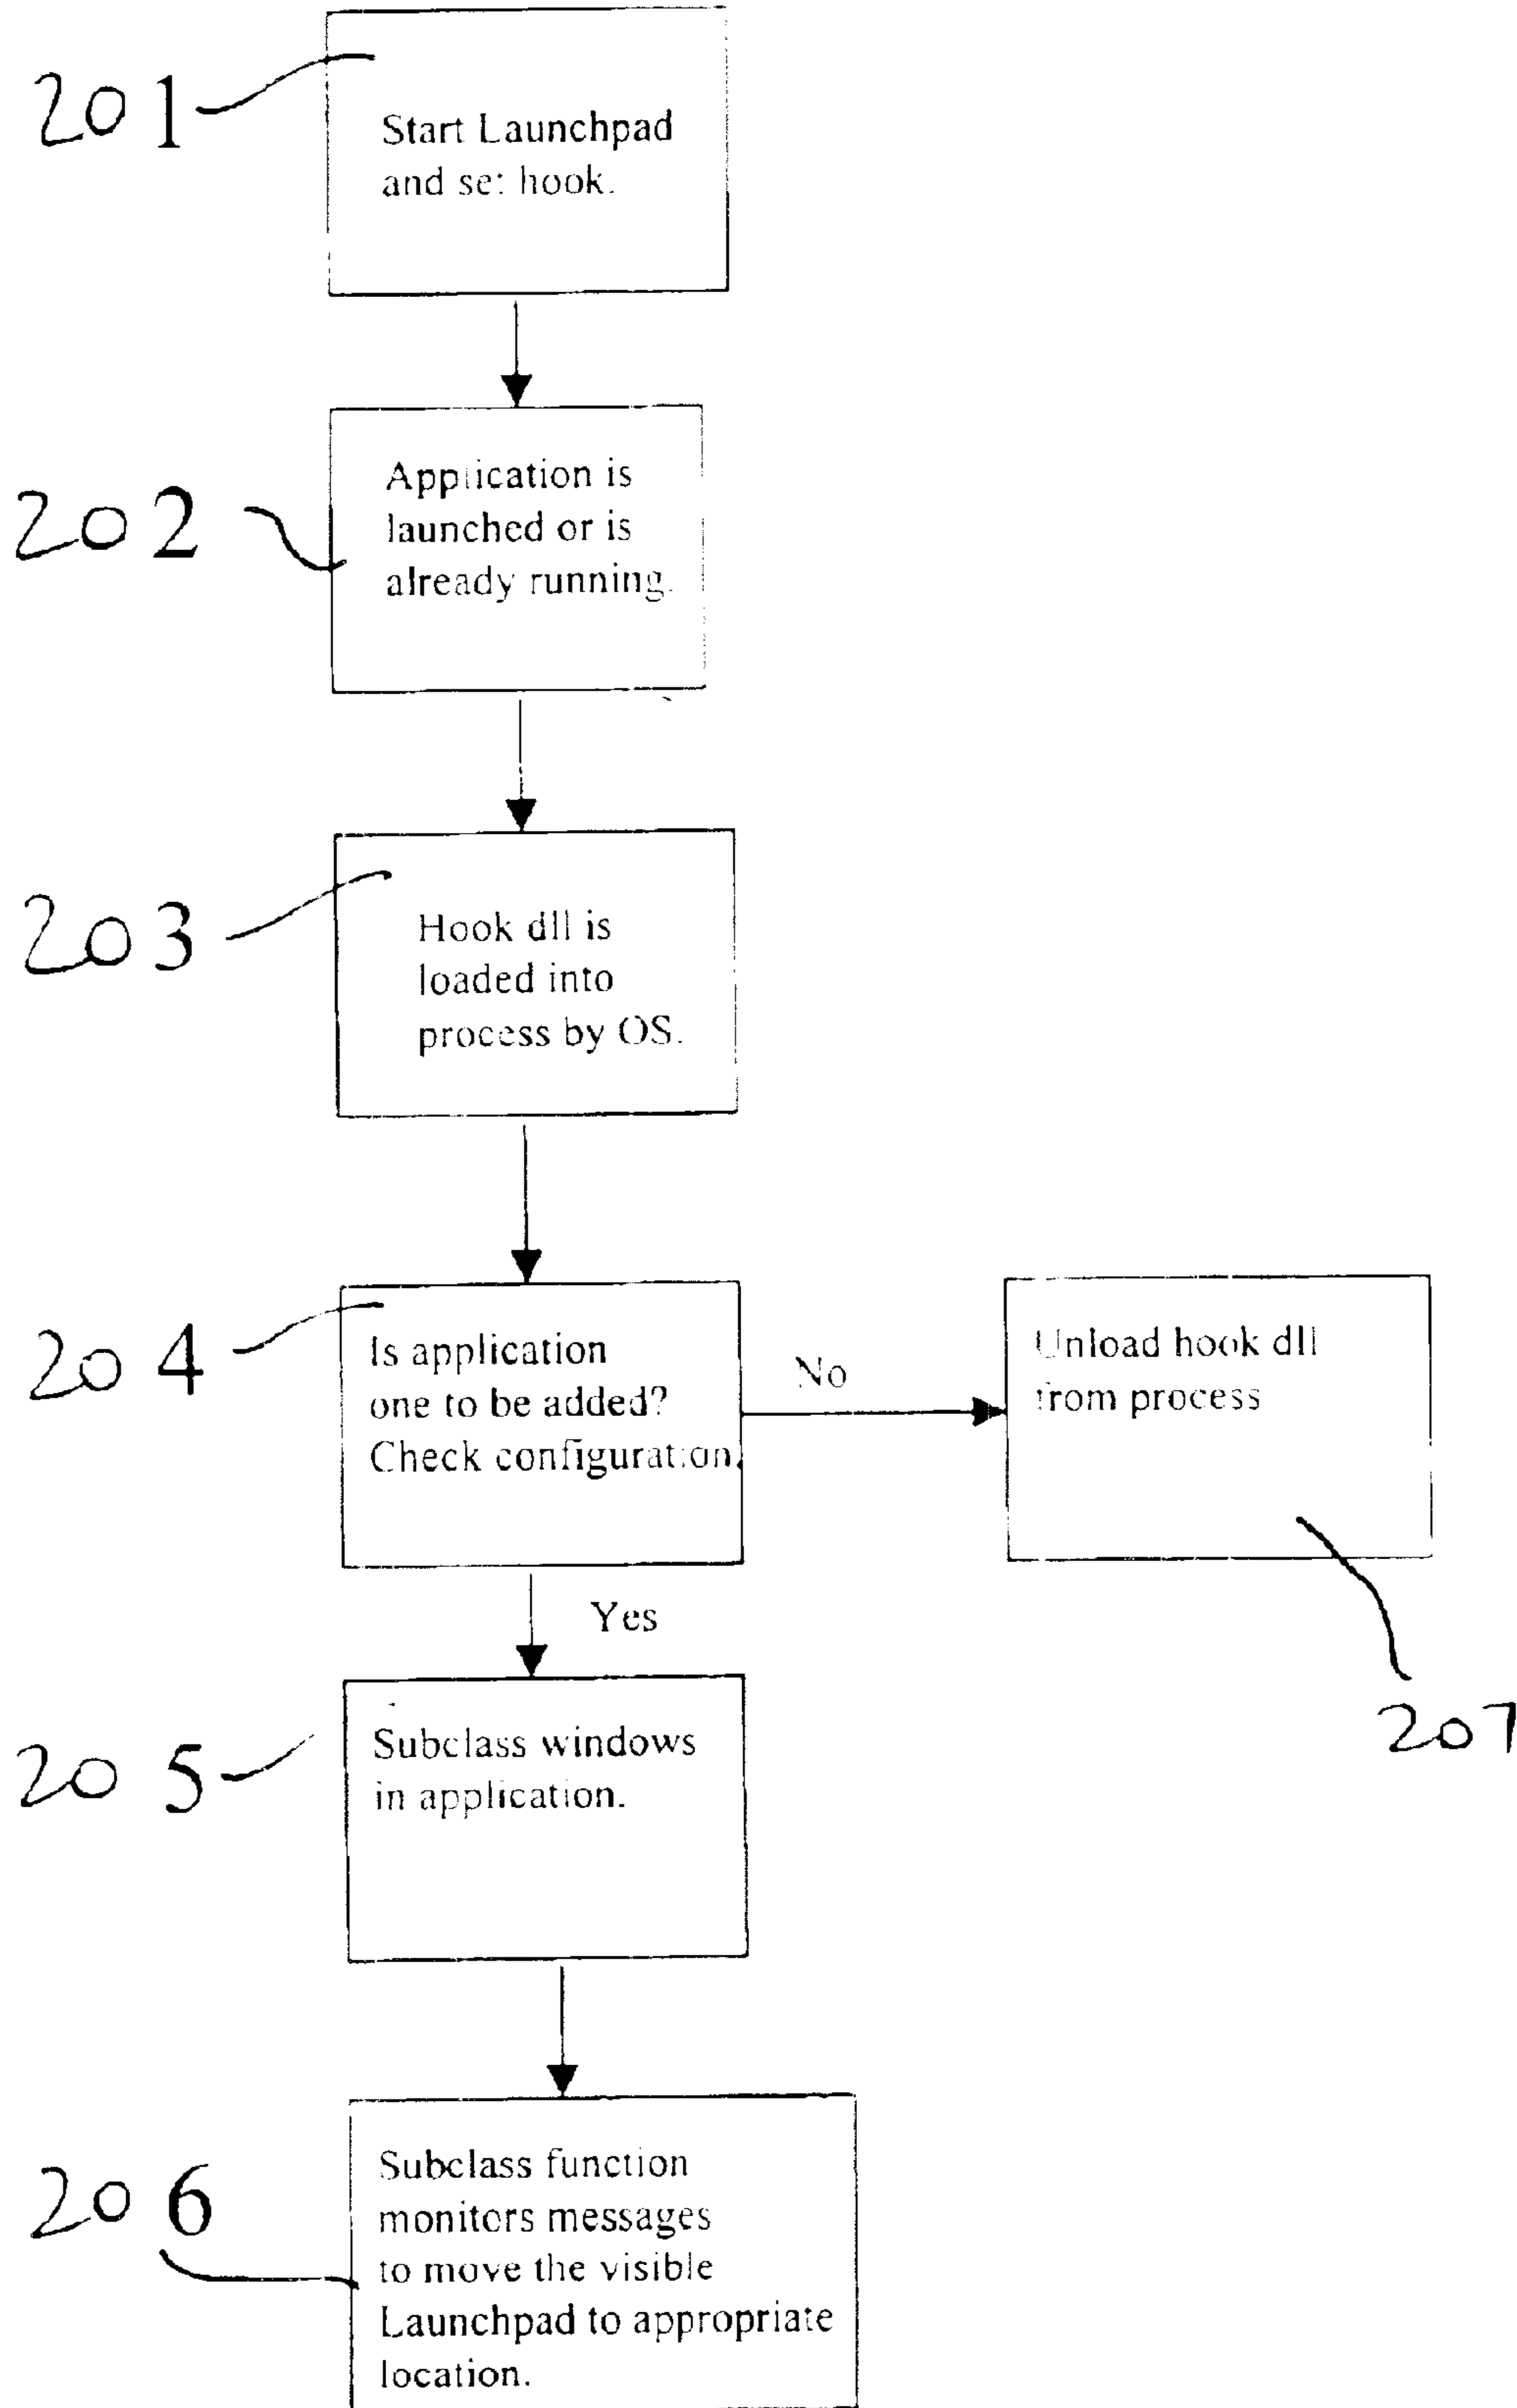 201
Start Launchpad
and set hook.
202
Application is
launched or is
already running.
203
Hook dll is
loaded into
process by OS.
204
Is application
one to be added?
Check configuration.
No
Unload hook dll
from process
207
Yes
205
Subclass windows
in application.
206
Subclass function
monitors messages
to move the visible
Launchpad to appropriate
location.